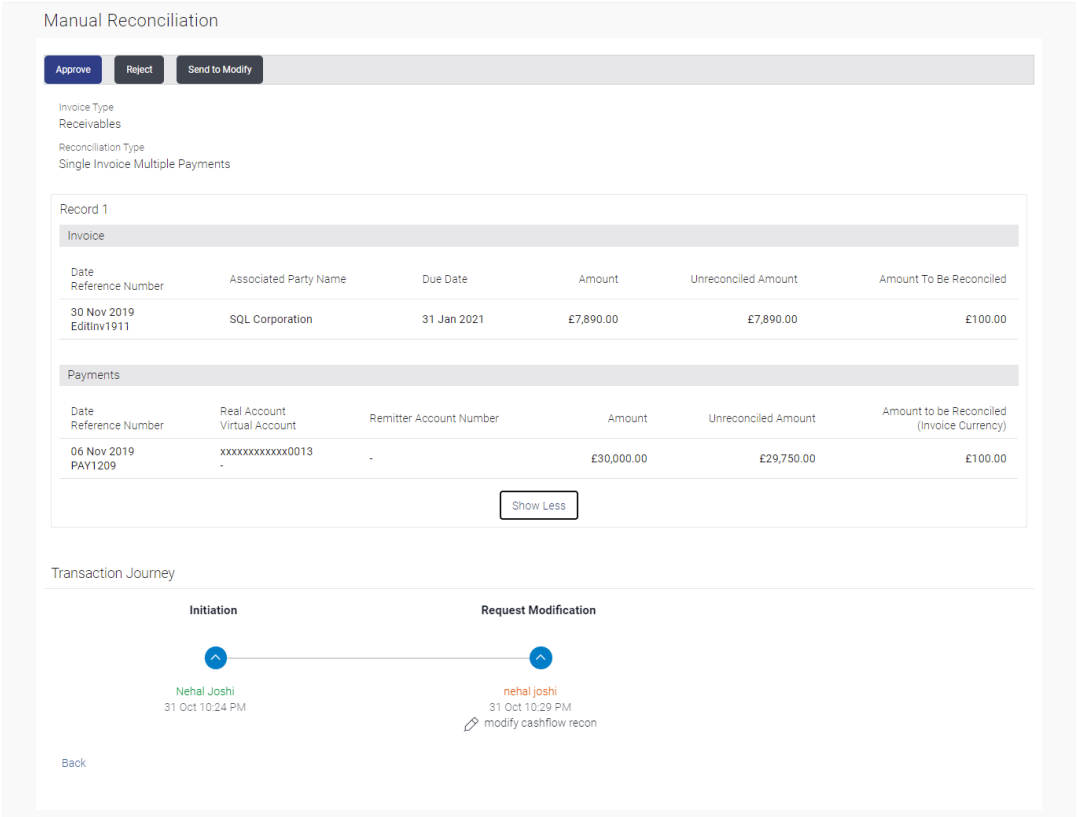 Manual Reconciliation
Approve Reject Send to Modify
Invoice Type
Receivables
Reconciliation Type
Single Invoice Multiple Payments
Record 1
Invoice
Date
Reference Number Associated Party Name Due Date Amount Unreconciled Amount Amount To Be Reconciled
30 Nov 2019
EditInv1911 SQL Corporation 31 Jan 2021 £7,890.00 £7,890.00 £100.00
Payments
Date Real Account Amount to be Reconciled
Reference Number Virtual Account Remitter Account Number Amount Unreconciled Amount (Invoice Currency)
06 Nov 2019 xxxxxxxxxxxx0013
PAY1209 - - £30,000.00 £29,750.00 £100.00
Show Less
Transaction Journey
Initiation Request Modification
Nehal Joshi nehal joshi
31 Oct 10:24 PM 31 Oct 10:29 PM
modify cashflow recon
Back